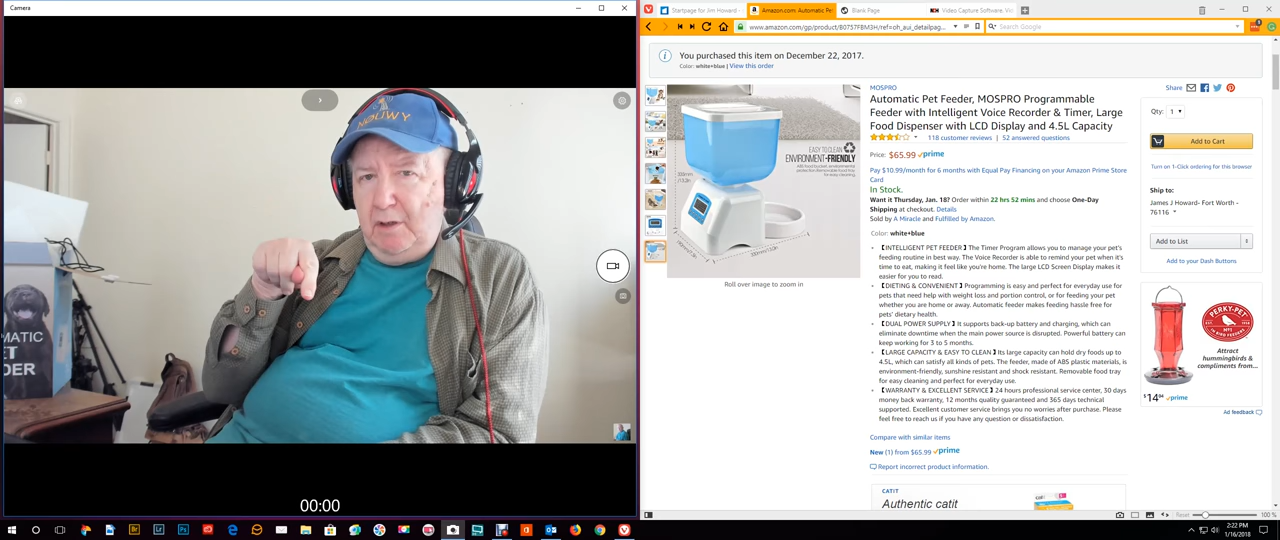 Camera
NOUWY
MATIC
ET
DER
00:00
Startpage for Jim Howard -
Amazon.com: Automatic Pet
Blank Page
Video Capture Software, Vid
www.amazon.com/gp/product/B0757FBM3H/ref=oh_aui_detailpag...
Search Google
You purchased this item on December 22, 2017.
Color: white+blue | View this order
EASY TO CLEAN
ENVIRONMENT-FRIENDLY
Roll over image to zoom in
MOSPRO
Automatic Pet Feeder, MOSPRO Programmable
Feeder with Intelligent Voice Recorder & Timer, Large
Food Dispenser with LCD Display and 4.5L Capacity
118 customer reviews | 52 answered questions
Price: $65.99 prime
Pay $10.99/month for 6 months with Equal Pay Financing on your Amazon Prime Store
Card
In Stock.
Want it Thursday, Jan. 18? Order within 22 hrs 52 mins and choose One-Day
Shipping at checkout. Details
Sold by A Miracle and Fulfilled by Amazon.
Color: white+blue
【INTELLIGENT PET FEEDER】The Timer Program allows you to manage your pet's
feeding routine in best way. The Voice Recorder is able to remind your pet when it's
time to eat, making it feel like you're home. The large LCD Screen Display makes it
easier for you to read.
【DIETING & CONVENIENT】Programming is easy and perfect for everyday use for
pets that need help with weight loss and portion control, or for feeding your pet
whether you are home or away. Automatic feeder makes feeding hassle free for
pets' dietary health.
【DUAL POWER SUPPLY】It supports back-up battery and charging, which can
eliminate downtime when the main power source is disrupted. Powerful battery can
keep working for 3 to 5 months.
【LARGE CAPACITY & EASY TO CLEAN】Its large capacity can hold dry foods up to
4.5L, which can satisfy all kinds of pets. The feeder, made of ABS plastic materials, is
environment-friendly, sunshine resistant and shock resistant. Removable food tray
for easy cleaning and perfect for everyday use.
【WARRANTY & EXCELLENT SERVICE】24 hours professional service center, 30 days
money back warranty, 12 months quality guaranteed and 365 days technical
supported. Excellent customer service brings you no worries after purchase. Please
feel free to reach us if you have any question or dissatisfaction.
Compare with similar items
New (1) from $65.99 prime
Report incorrect product information.
CATIT
Authentic catit
Share
Qty: 1
Add to Cart
Turn on 1-Click ordering for this browser
Ship to:
James J Howard- Fort Worth -
76116
Add to List
Add to your Dash Buttons
PERKY-PET
Attract
hummingbirds &
compliments from...
prime
Ad feedback
Reset
100 %
Br
Lr
Ps
2:22 PM
1/16/2018